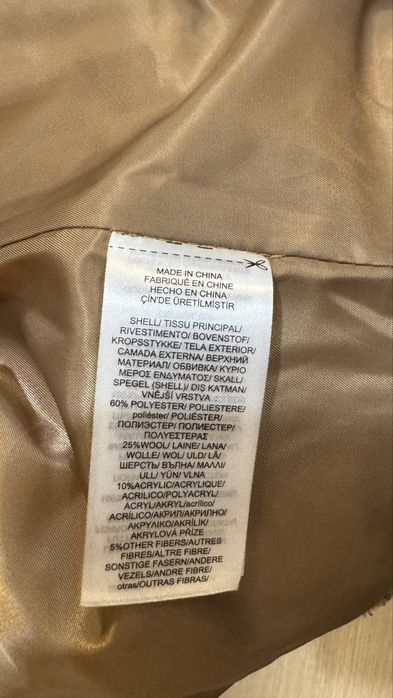 MADE IN CHINA
FABRIQUÉ EN CHINE
HECHO EN CHINA
ÇİN'DE ÜRETİLMİŞTİR
SHELL/ TISSU PRINCIPAL/
RIVESTIMENTO/ BOVENSTOF/
KROPSSTYKKE/ TELA EXTERIOR/
CAMADA EXTERNA/ ВЕРХНИЙ
МАТЕРИАЛ/ ОБВИВКА/ ΚΥΡΙΟ
ΜΕΡΟΣ ΕΝΔΥΜΑΤΟΣ/ SKALL/
SPEGEL (SHELL)/ DIŞ KATMAN/
VNĚJŠÍ VRSTVA
60% POLYESTER/ POLIESTERE/
poliéster/ POLIÉSTER/
ПОЛИЭСТЕР/ ПОЛИЕСТЕР/
ΠΟΛΥΕΣΤΕΡΑΣ
25%WOOL/ LAINE/ LANA/
WOLLE/ WOL/ ULD/ LÃ/
ШЕРСТЬ/ ВЪЛНА/ ΜΑΛΛΙ/
ULL/ YÜN/ VLNA
10%ACRYLIC/ACRYLIQUE/
ACRILICO/POLYACRYL/
ACRYL/AKRYL/acrílico/
ACRÍLICO/АКРИЛ/АКРИЛНО/
ΑΚΡΥΛΙΚΟ/AKRİLİK/
AKRYLOVÁ PŘÍZE
5%OTHER FIBERS/AUTRES
FIBRES/ALTRE FIBRE/
SONSTIGE FASERN/ANDERE
VEZELS/ANDRE FIBRE/
otras/OUTRAS FIBRAS/